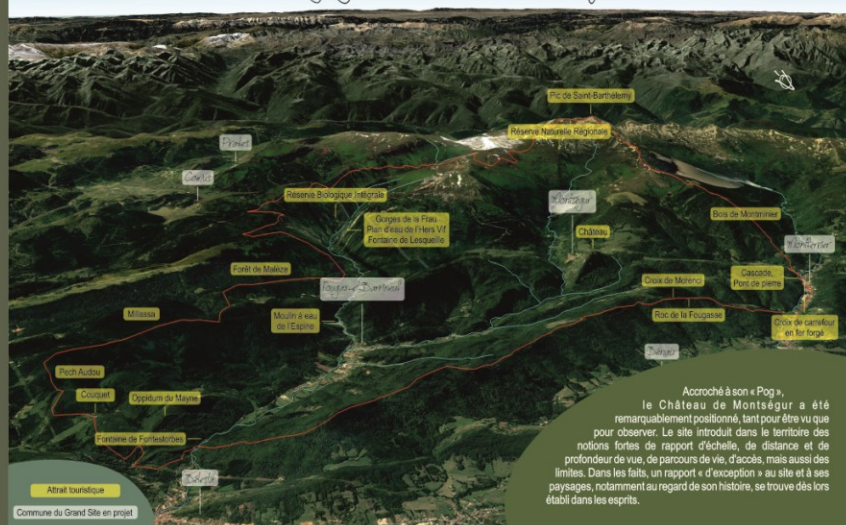 Pic de Saint-Barthélemy
Réserve Naturelle Régionale
Prades
Comus
Réserve Biologique Intégrale
Montségur
Gorges de la Frau
Plan d'eau de l'Hers Vif
Fontaine de Lesqueille
Château
Bois de Montminier
Montferrier
Forêt de Malèze
Croix de Morenci
Cascade,
Pont de pierre
Fougax-et-Barrineuf
Millassa
Moulin à eau
de l'Espine
Roc de la Fougasse
Croix de carrefour
en fer forgé
Bénaix
Pech Audou
Couquet
Oppidum du Mayne
Fontaine de Fontestorbes
Bélesta
Attrait touristique
Commune du Grand Site en projet
Accroché à son « Pog »,
le Château de Montségur a été
remarquablement positionné, tant pour être vu que
pour observer. Le site introduit dans le territoire des
notions fortes de rapport d'échelle, de distance et de
profondeur de vue, de parcours de vie, d'accès, mais aussi des
limites. Dans les faits, un rapport « d'exception » au site et à ses
paysages, notamment au regard de son histoire, se trouve dès lors
établi dans les esprits.